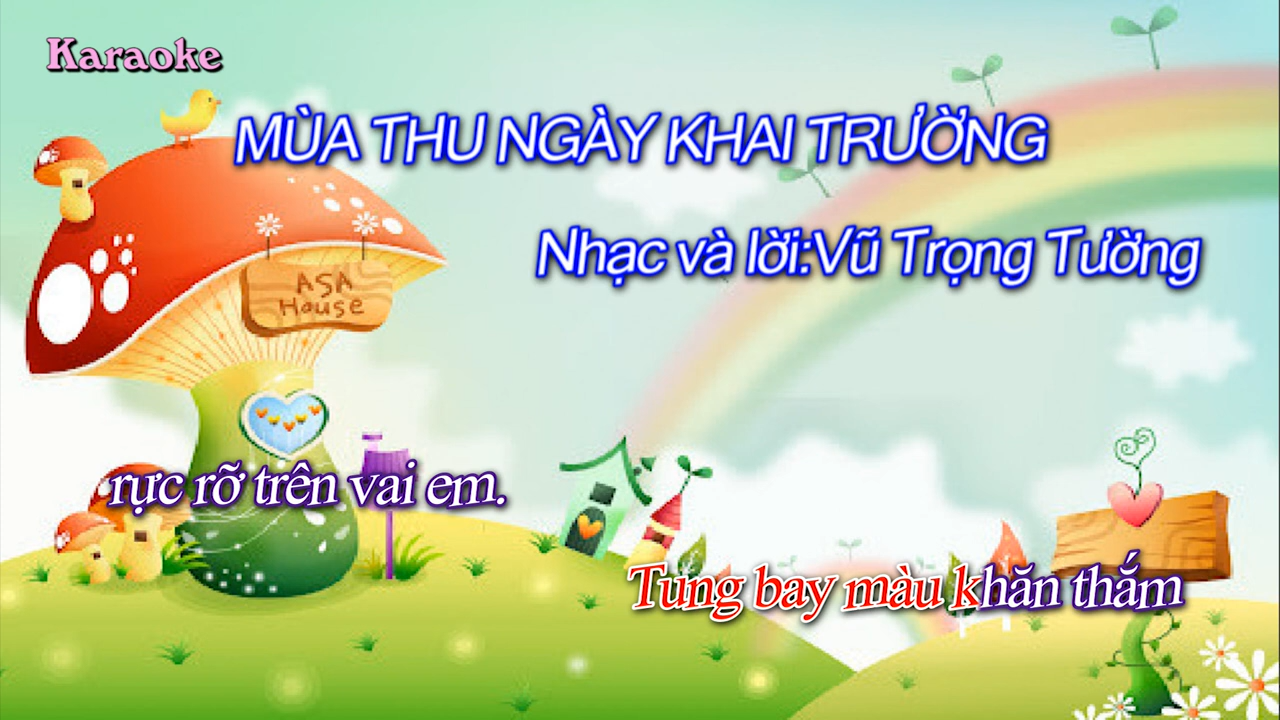 Karaoke
MÙA THU NGÀY KHAI TRƯỜNG
Nhạc và lời:Vũ Trọng Tường
ASA
House
rực rỡ trên vai em.
Tung bay màu khăn thắm